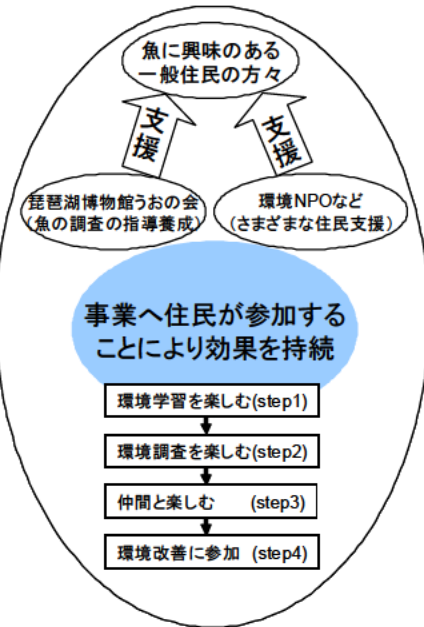 魚に興味のある
一般住民の方々
支援
支援
琵琶湖博物館うおの会
(魚の調査の指導養成)
環境NPOなど
(さまざまな住民支援)
事業へ住民が参加する
ことにより効果を持続
環境学習を楽しむ(step1)
環境調査を楽しむ(step2)
仲間と楽しむ (step3)
環境改善に参加 (step4)